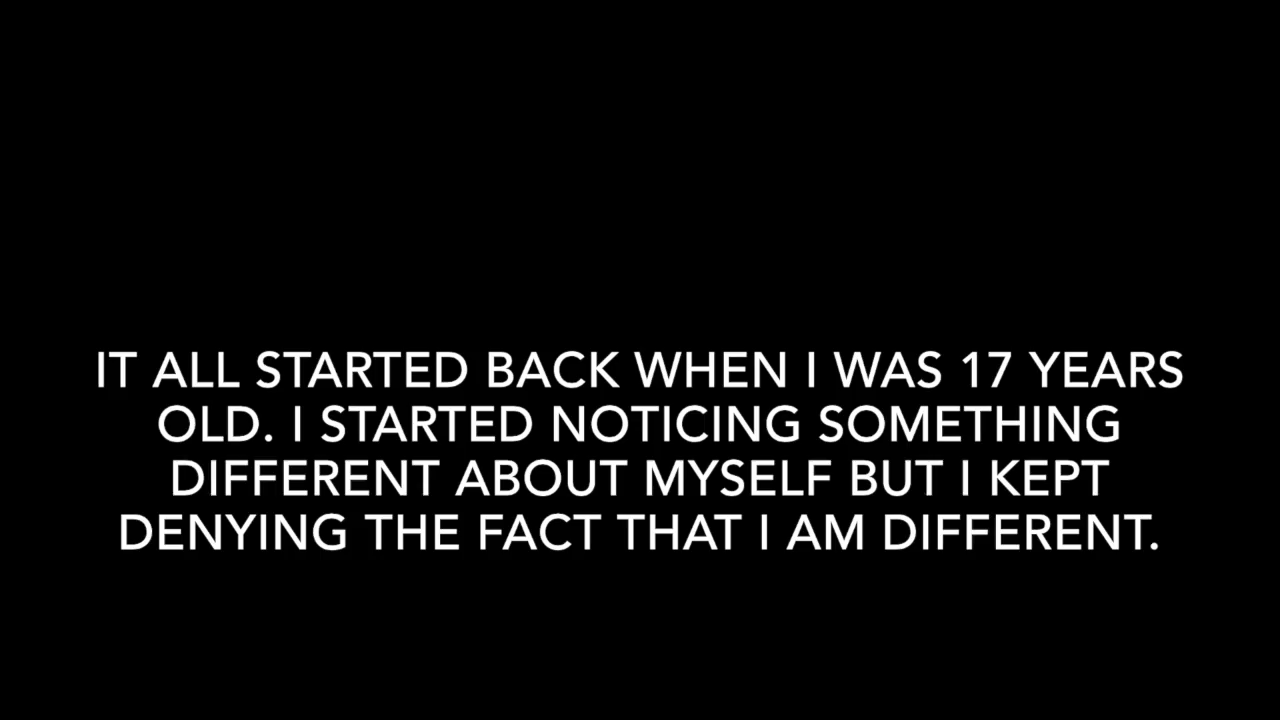 IT ALL STARTED BACK WHEN I WAS 17 YEARS
OLD. I STARTED NOTICING SOMETHING
DIFFERENT ABOUT MYSELF BUT I KEPT
DENYING THE FACT THAT I AM DIFFERENT.